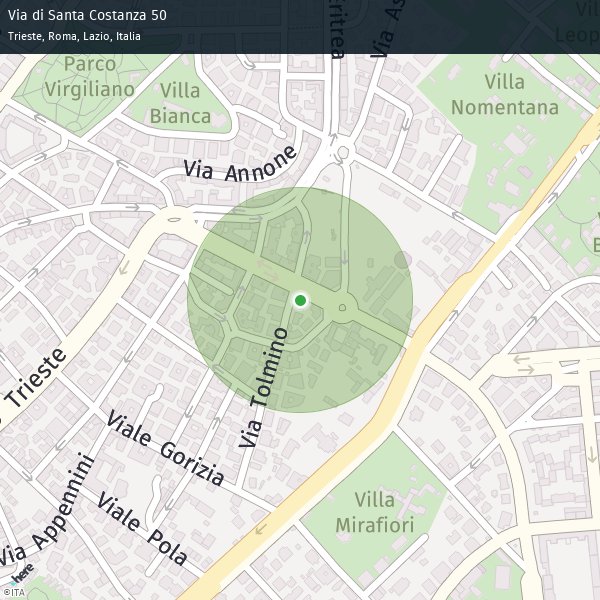 Via di Santa Costanza 50
Trieste, Roma, Lazio, Italia
Eritrea
Via As
Vil
Leop
Parco
Virgiliano
Villa
Bianca
Villa
Nomentana
Via Annone
Trieste
Via Tolmino
Viale Gorizia
Villa
Mirafiori
Via Appennini
Viale Pola
here
©ITA